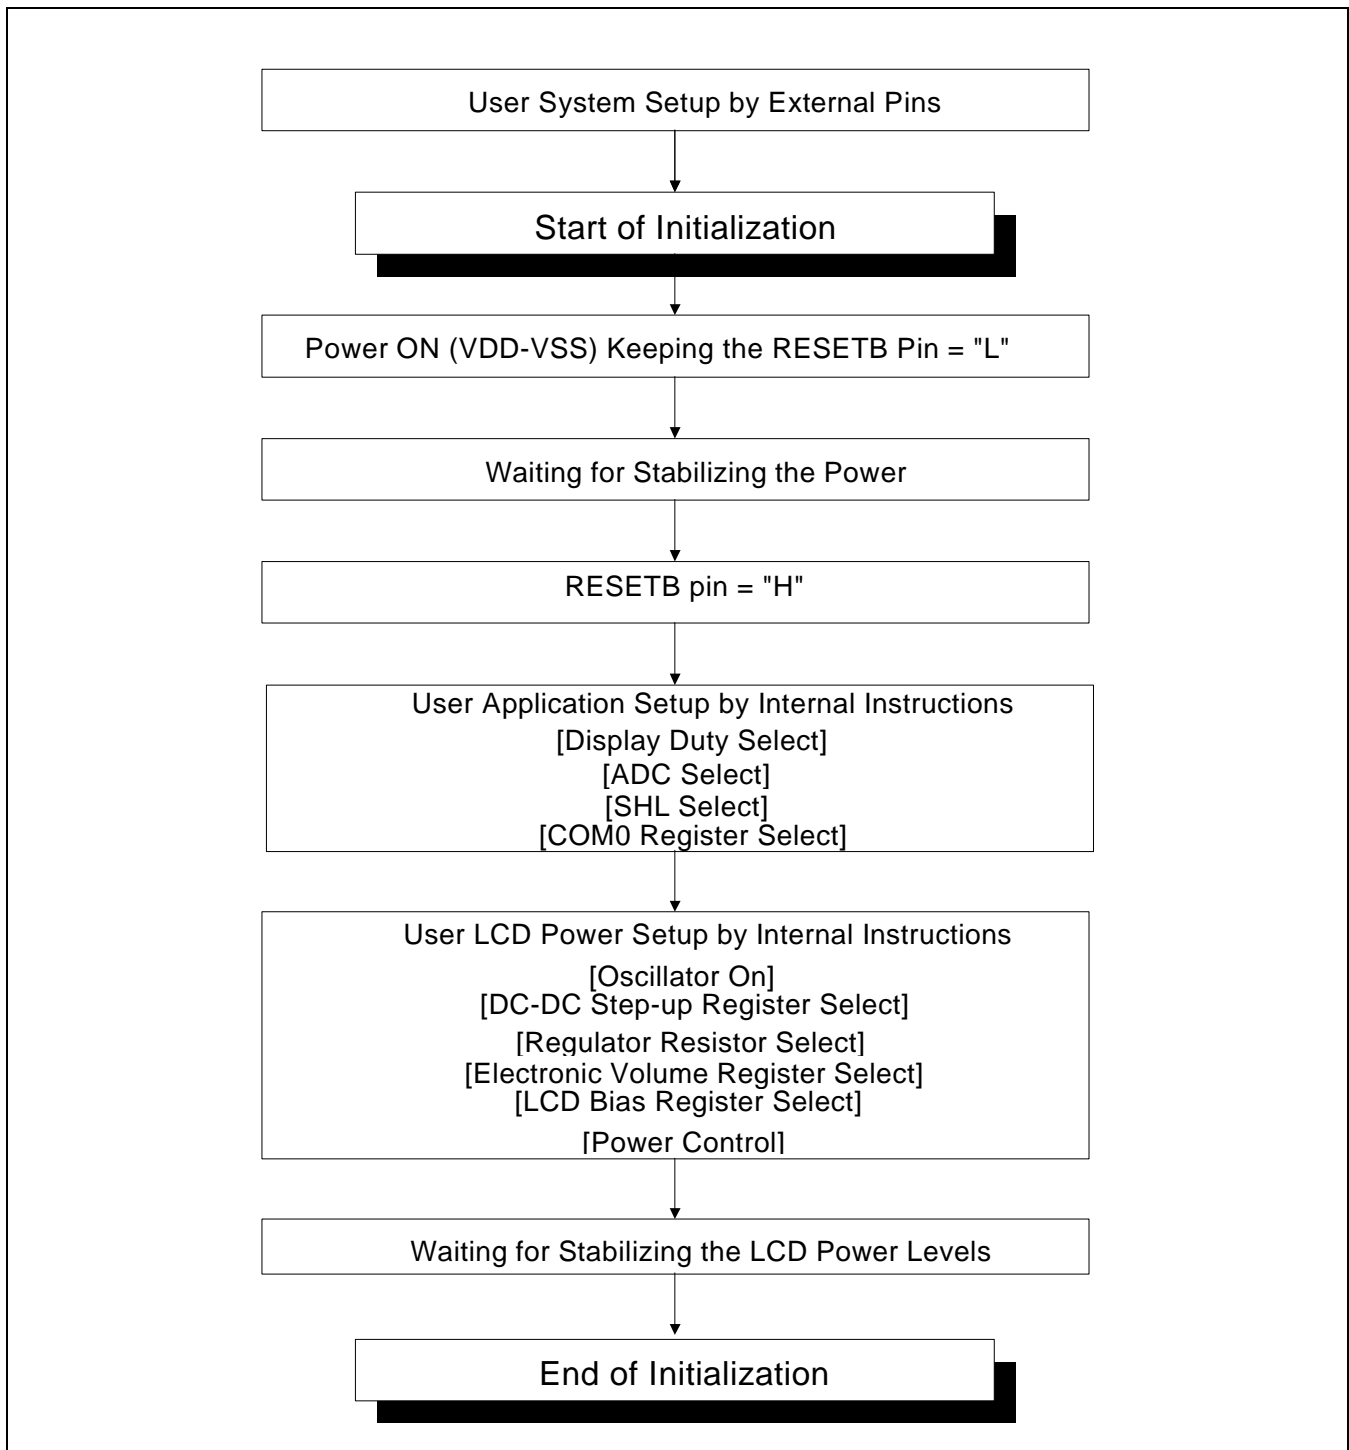 User System Setup by External Pins
Start of Initialization
Power ON (VDD-VSS) Keeping the RESETB Pin = "L"
Waiting for Stabilizing the Power
RESETB pin = "H"
User Application Setup by Internal Instructions
[Display Duty Select]
[ADC Select]
[SHL Select]
[COM0 Register Select]
User LCD Power Setup by Internal Instructions
[Oscillator On]
[DC-DC Step-up Register Select]
[Regulator Resistor Select]
[Electronic Volume Register Select]
[LCD Bias Register Select]
[Power Control]
Waiting for Stabilizing the LCD Power Levels
End of Initialization